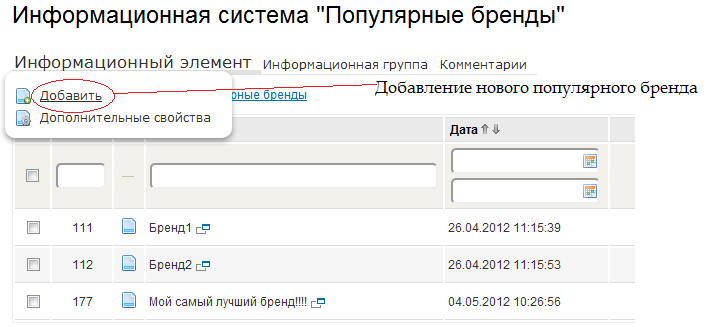 Информационная система "Популярные бренды"
Информационный элемент Информационная группа Комментарии
Добавить
рные бренды
Добавление нового популярного бренда
Дополнительные свойства
Дата
111 Бренд1 26.04.2012 11:15:39
112 Бренд2 26.04.2012 11:15:53
177 Мой самый лучший бренд!!!! 04.05.2012 10:26:56